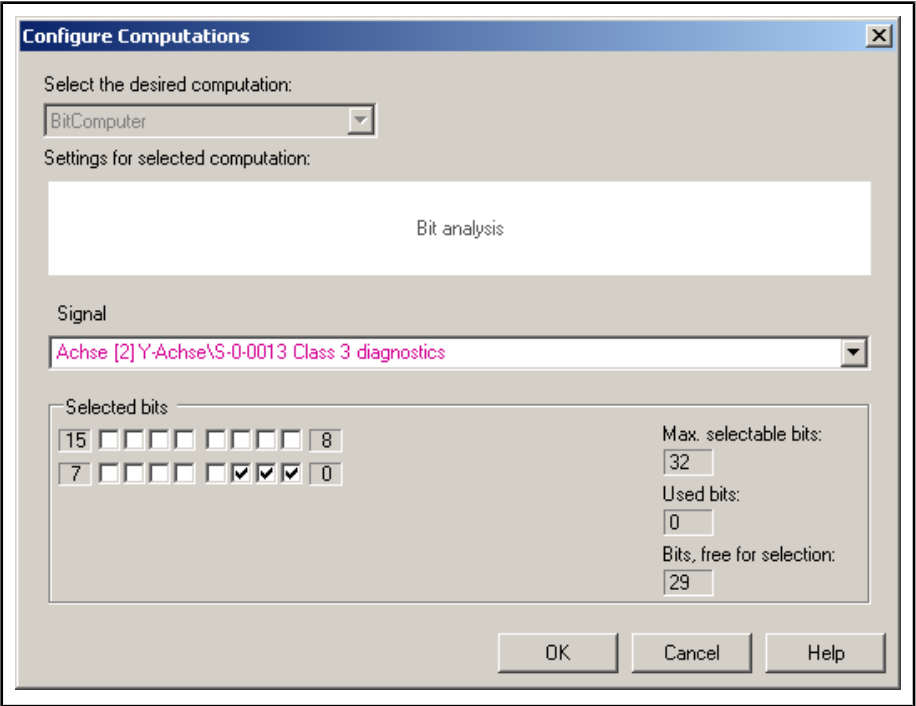 Configure Computations
Select the desired computation:
BitComputer
Settings for selected computation:
Bit analysis
Signal
Achse [2] Y-Achse\S-0-0013 Class 3 diagnostics
Selected bits
15 8
7 0
Max. selectable bits:
32
Used bits:
0
Bits, free for selection:
29
OK Cancel Help